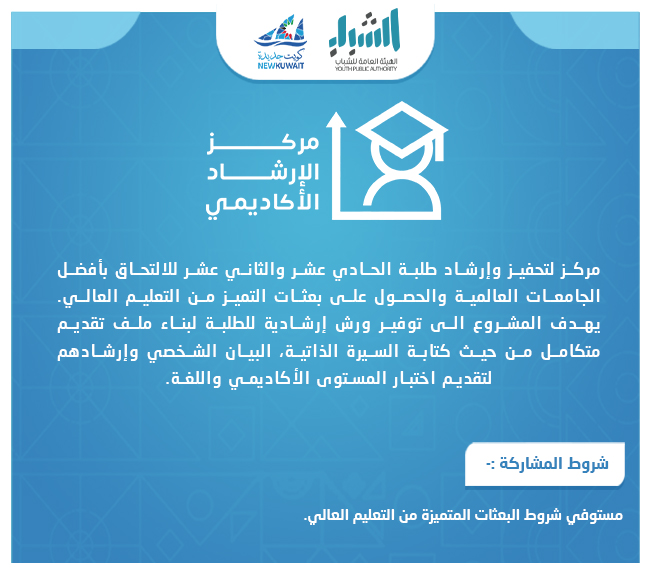 كويت جديدة
NEWKUWAIT
الشباب
الهيئة العامة للشباب
YOUTH PUBLIC AUTHORITY
مركز
الإرشاد
الأكاديمي
مركز لتحفيز وإرشاد طلبة الحادي عشر والثاني عشر للالتحاق بأفضل
الجامعات العالمية والحصول على بعثات التميز من التعليم العالي.
يهدف المشروع الى توفير ورش إرشادية للطلبة لبناء ملف تقديم
متكامل من حيث كتابة السيرة الذاتية، البيان الشخصي وإرشادهم
لتقديم اختبار المستوى الأكاديمي واللغة.
شروط المشاركة :-
مستوفي شروط البعثات المتميزة من التعليم العالي.